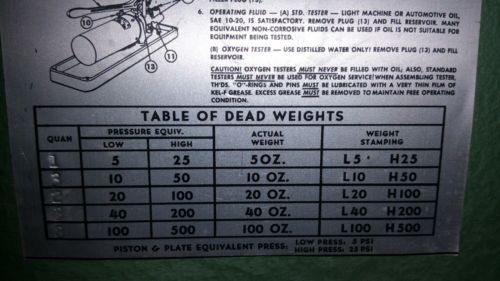 13
11
6. OPERATING FLUID — (A) STD. TESTER — LIGHT MACHINE OR AUTOMOTIVE OIL,
SAE 10-20, IS SATISFACTORY. REMOVE PLUG (13) AND FILL RESERVOIR. MANY
EQUIVALENT NON-CORROSIVE FLUIDS CAN BE USED IF OIL IS NOT SUITABLE FOR
EQUIPMENT BEING TESTED.
(B) OXYGEN TESTER — USE DISTILLED WATER ONLY! REMOVE PLUG (13) AND FILL
RESERVOIR.
CAUTION! OXYGEN TESTERS MUST NEVER BE FILLED WITH OIL; ALSO, STANDARD
TESTERS MUST NEVER BE USED FOR OXYGEN SERVICE! WHEN ASSEMBLING TESTER,
TH'DS. "O"-RINGS AND PINS MUST BE LUBRICATED WITH A VERY THIN FILM OF
KEL-F GREASE. EXCESS GREASE MUST BE REMOVED TO MAINTAIN FREE OPERATING
CONDITION.
TABLE OF DEAD WEIGHTS
QUAN PRESSURE EQUIV. ACTUAL WEIGHT WEIGHT STAMPING
LOW HIGH
5 25 5 OZ. L5 H25
10 50 10 OZ. L10 H50
20 100 20 OZ. L20 H100
40 200 40 OZ. L40 H200
100 500 100 OZ. L100 H500
PISTON & PLATE EQUIVALENT PRESS: LOW PRESS: 5 PSI
HIGH PRESS: 25 PSI